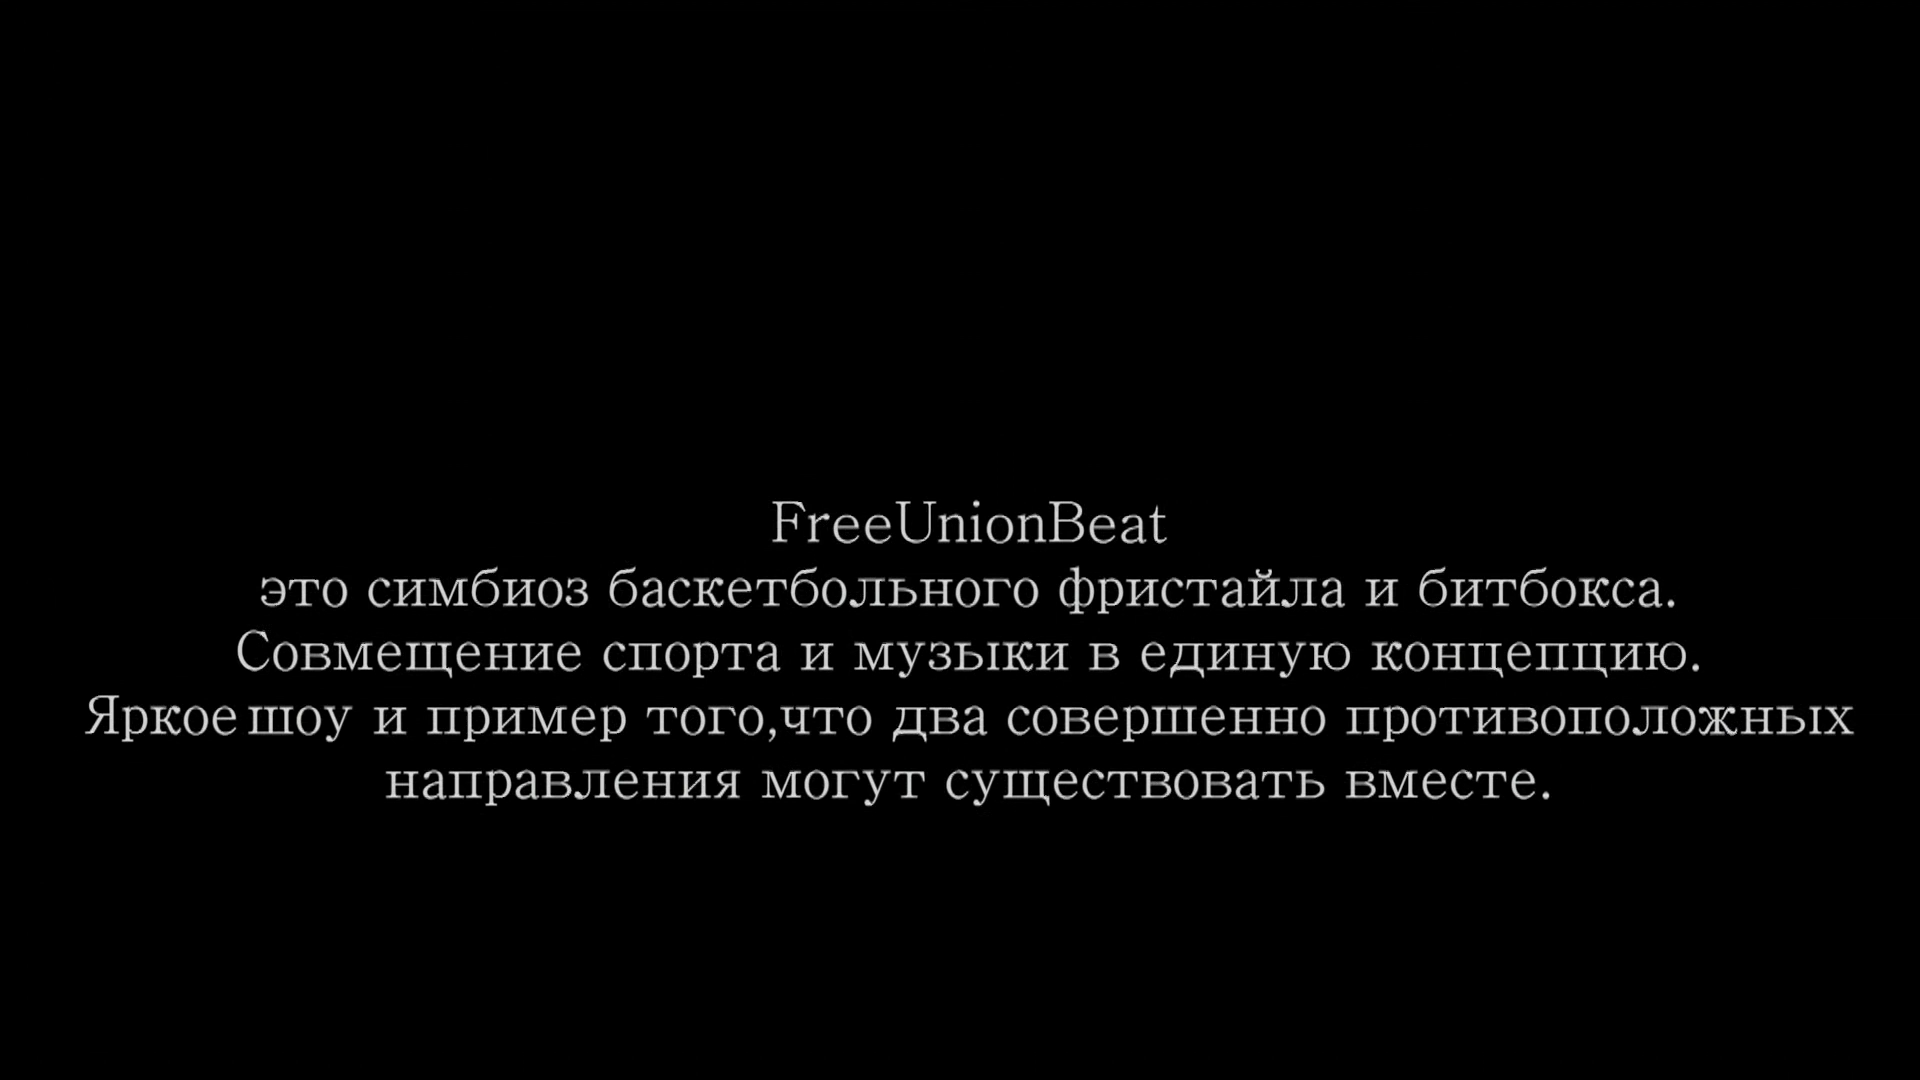 FreeUnionBeat
это симбиоз баскетбольного фристайла и битбокса.
Совмещение спорта и музыки в единую концепцию.
Яркое шоу и пример того,что два совершенно противоположных
направления могут существовать вместе.